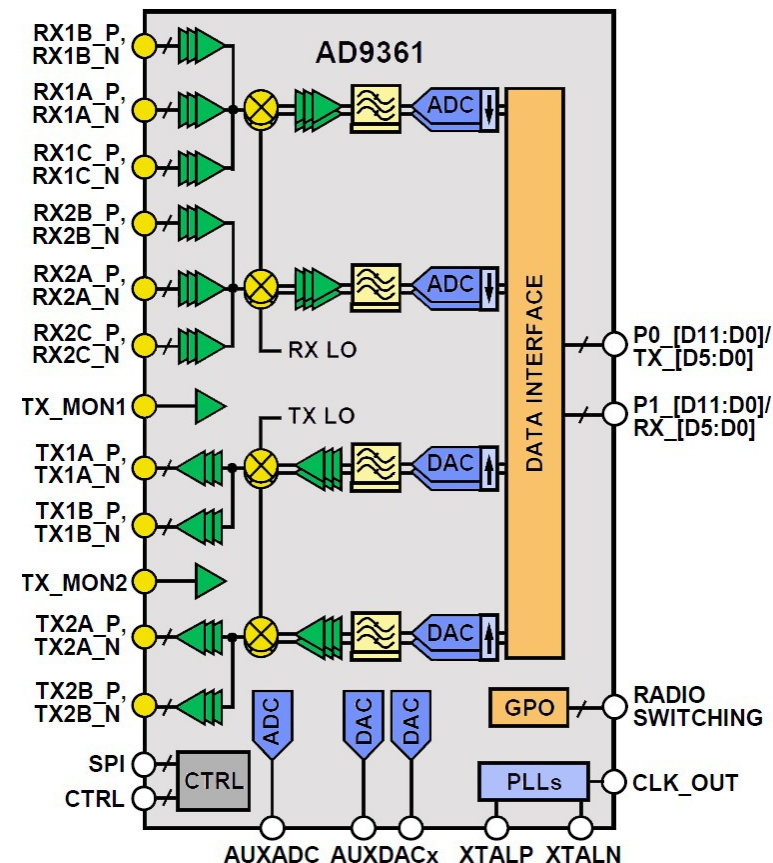 AD9361
RX1B_P,
RX1B_N
RX1A_P,
RX1A_N
RX1C_P,
RX1C_N
RX2B_P,
RX2B_N
RX2A_P,
RX2A_N
RX2C_P,
RX2C_N
TX_MON1
TX1A_P,
TX1A_N
TX1B_P,
TX1B_N
TX_MON2
TX2A_P,
TX2A_N
TX2B_P,
TX2B_N
SPI
CTRL
CTRL
ADC
ADC
RX LO
TX LO
DAC
DAC
DATA INTERFACE
P0_[D11:D0]/
TX_[D5:D0]
P1_[D11:D0]/
RX_[D5:D0]
ADC
DAC
DAC
GPO
RADIO
SWITCHING
PLLs
CLK_OUT
AUXADC
AUXDACx
XTALP
XTALN